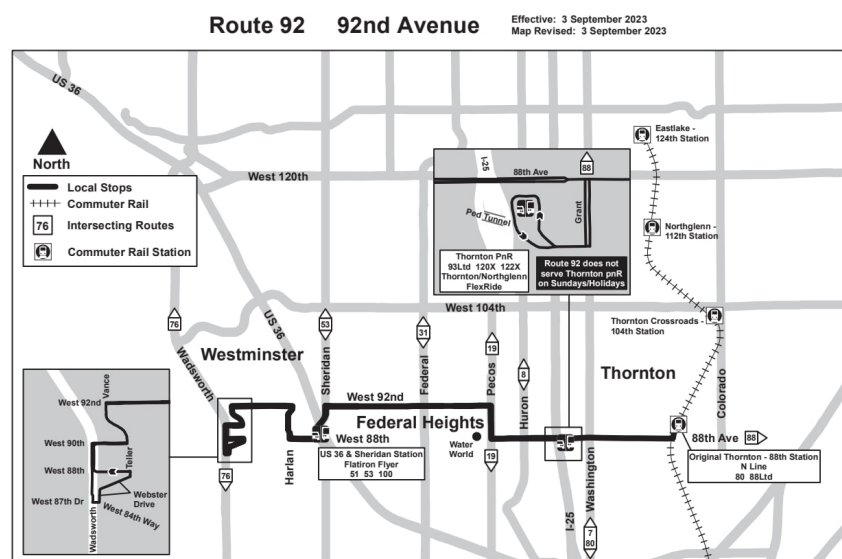 Route 92 92nd Avenue
Effective: 3 September 2023
Map Revised: 3 September 2023
US 36
North
Local Stops
Commuter Rail
76
Intersecting Routes
Commuter Rail Station
West 120th
88
I-25
88th Ave
Ped Tunnel
Grant
Thornton PnR
93Ltd 120X 122X
Thornton/Northglenn
FlexRide
Route 92 does not
serve Thornton pnR
on Sundays/Holidays
Eastlake -
124th Station
Northglenn -
112th Station
Thornton Crossroads -
104th Station
West 104th
76
Wadsworth
US 36
53
Sheridan
31
Federal
19
Pecos
8
Huron
Westminster
Thornton
Colorado
West 92nd
Federal Heights
West 88th
Harlan
US 36 & Sheridan Station
Flatiron Flyer
51 53 100
Water
World
19
76
I-25
Washington
7
80
88th Ave
88
Original Thornton - 88th Station
N Line
80 88Ltd
Vance
West 92nd
West 90th
West 88th
Teller
West 87th Dr
Webster
Drive
West 84th Way
Wadsworth